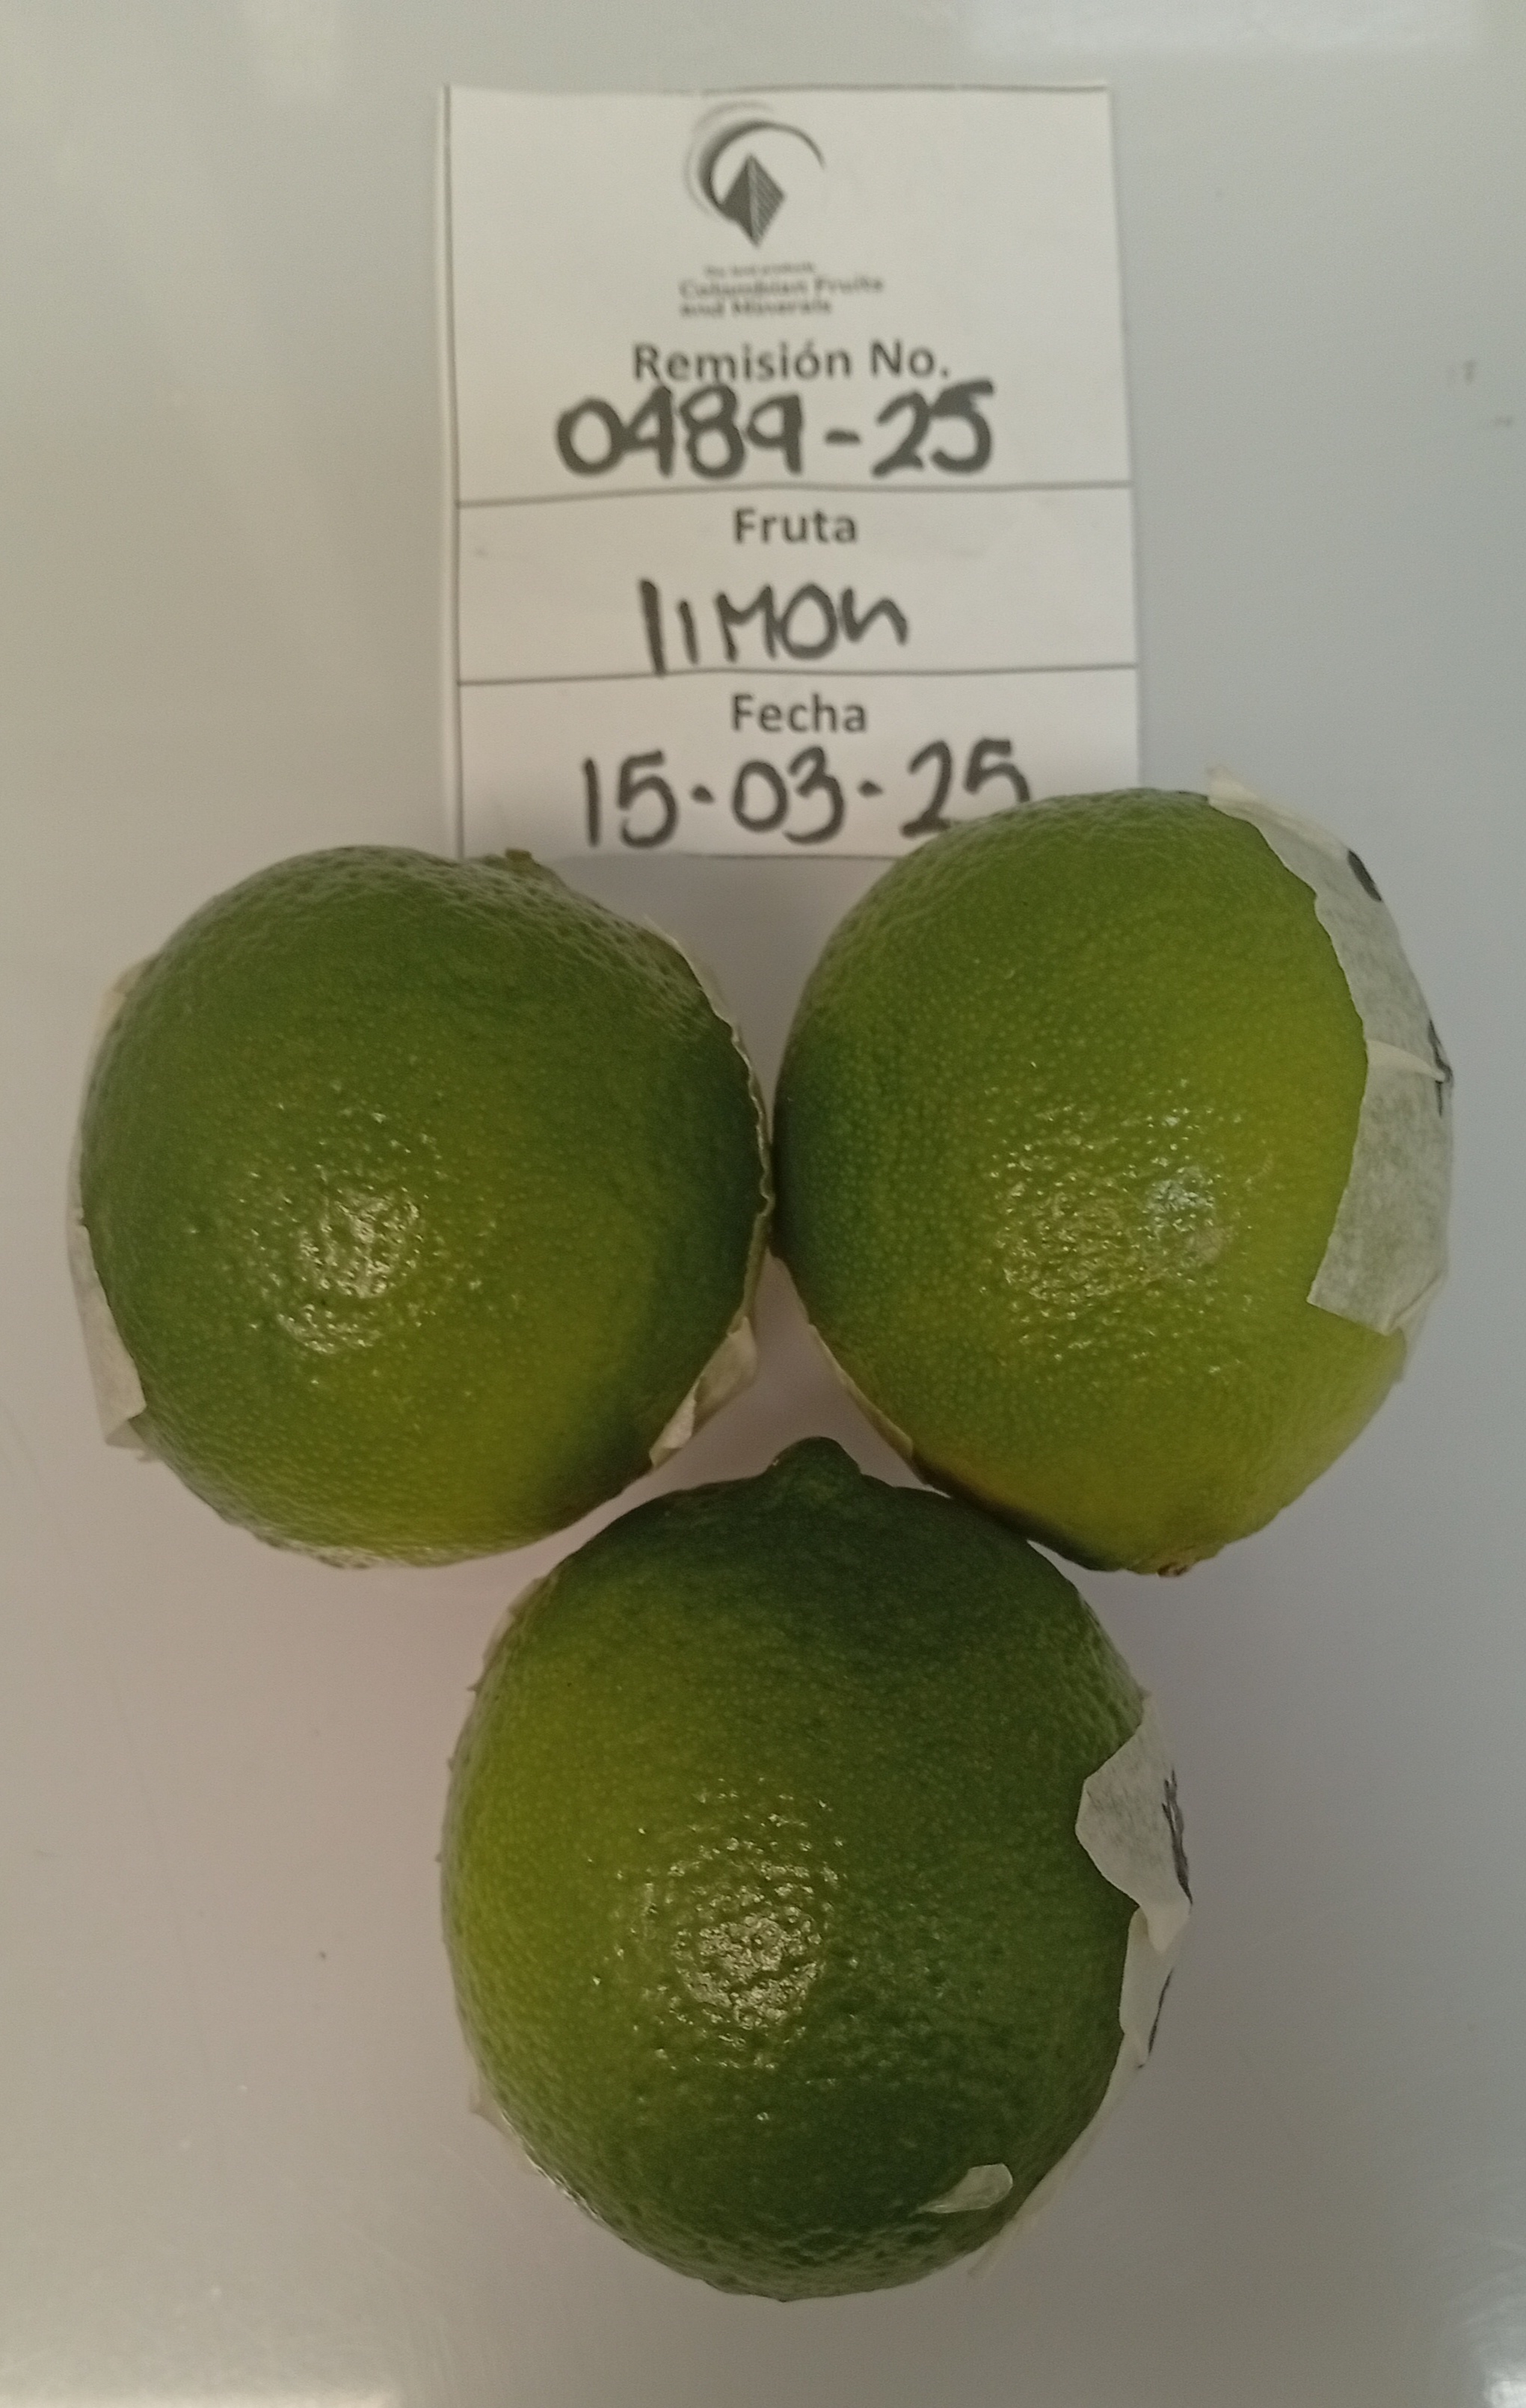 Colombian Fruits
and Minerals
Remisión No.
0489-25
Fruta
limon
Fecha
15.03.25